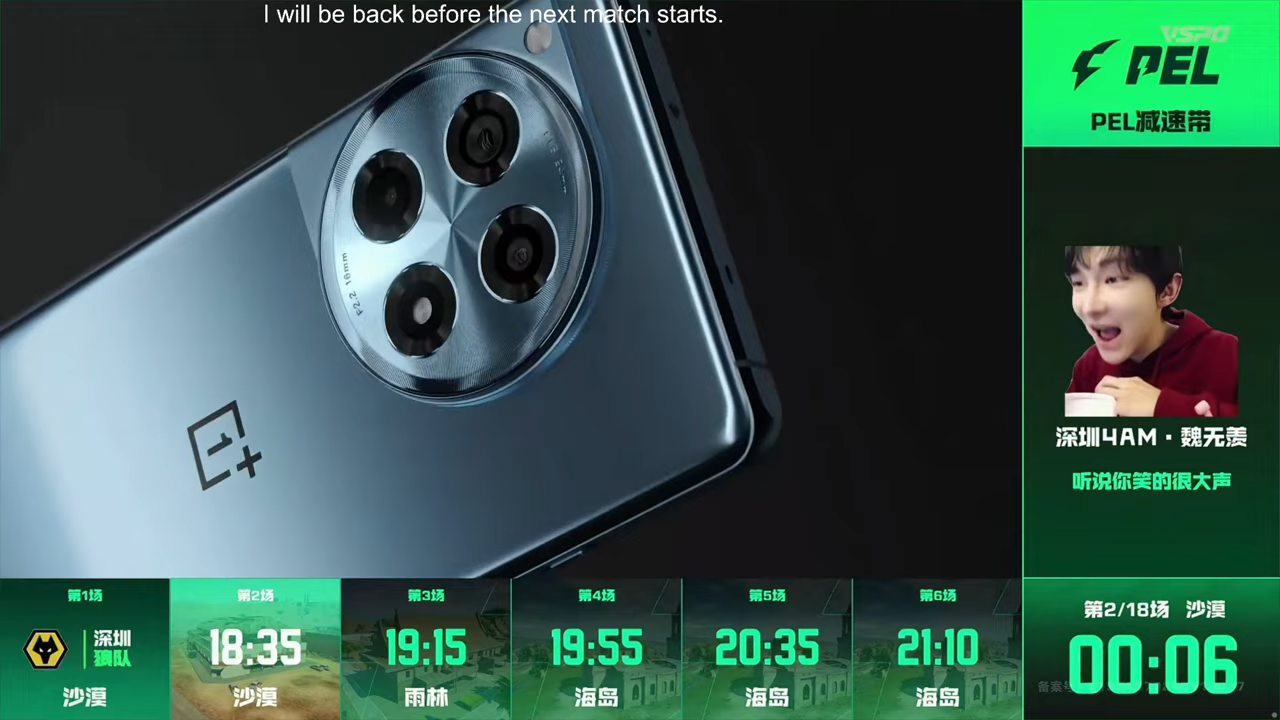 I will be back before the next match starts.
VSPO
PEL
PEL减速带
F2.2 16mm
深圳4AM · 魏无羡
听说你笑的很大声
第1场
深圳
狼队
沙漠
第2场
18:35
沙漠
第3场
19:15
雨林
第4场
19:55
海岛
第5场
20:35
海岛
第6场
21:10
海岛
第2/18场 沙漠
00:06